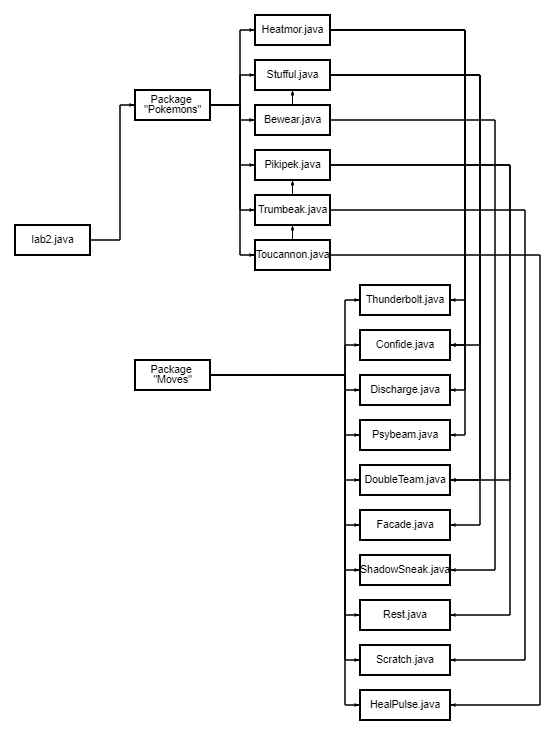 Heatmor.java
Stufful.java
Package
"Pokemons"
Bewear.java
Pikipek.java
Trumbeak.java
lab2.java
Toucannon.java
Thunderbolt.java
Confide.java
Package
"Moves"
Discharge.java
Psybeam.java
DoubleTeam.java
Facade.java
ShadowSneak.java
Rest.java
Scratch.java
HealPulse.java